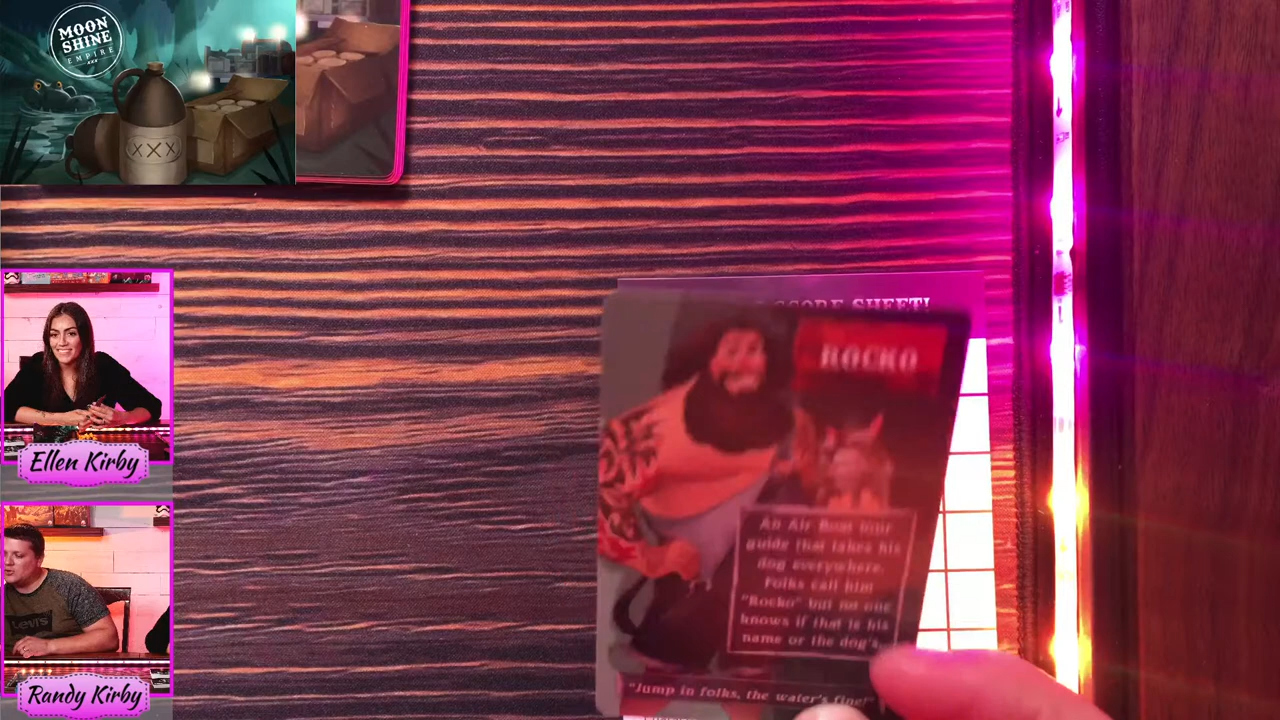 MOON
SHINE
EMPIRE
XXX
XXX
SCORE SHEET!
ROCKO
An Air Boat tour
guide that takes his
dog everywhere.
Folks call him
"Rocko" but no one
knows if that is his
name or the dog's.
"Jump in folks, the water's fine!"
Ellen Kirby
Levi's
Randy Kirby